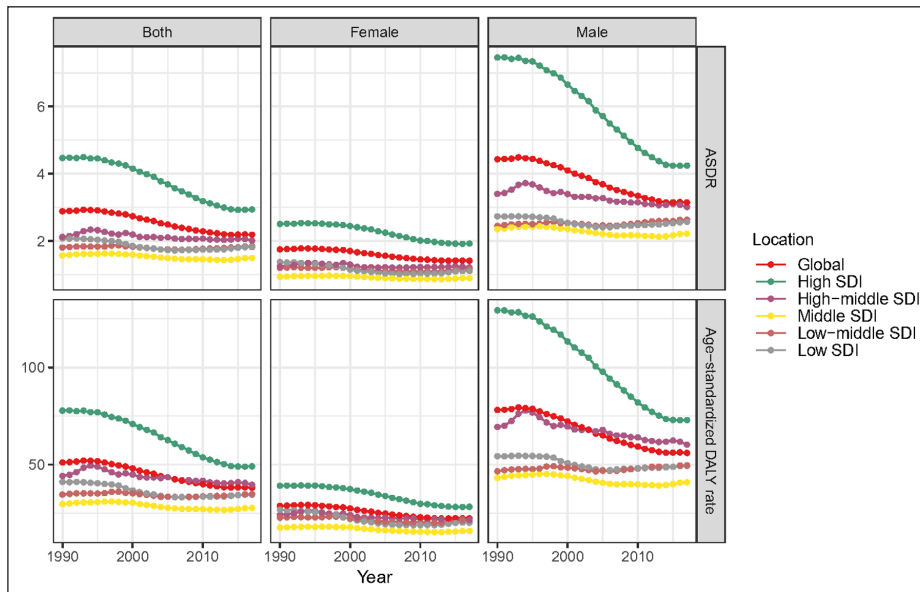 Both Female Male
6
4
2
ASDR
100
50
Age-standardized DALY rate
1990 2000 2010 1990 2000 2010 1990 2000 2010
Year
Location
Global
High SDI
High-middle SDI
Middle SDI
Low-middle SDI
Low SDI